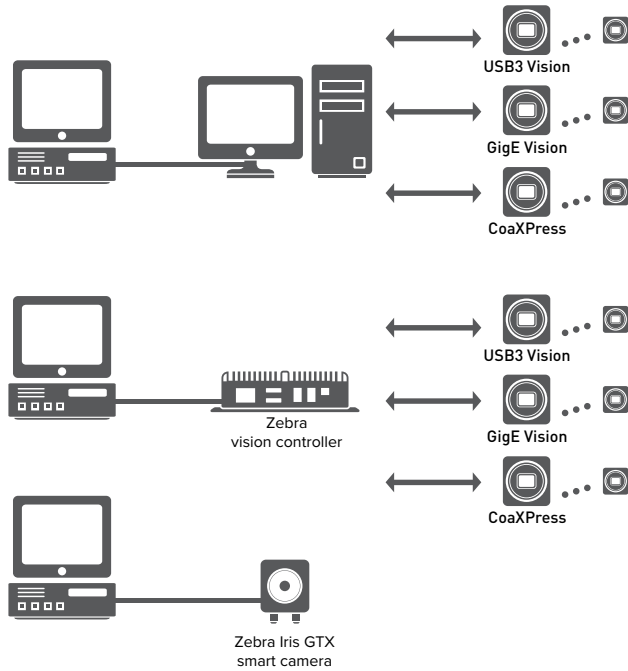 USB3 Vision
GigE Vision
CoaXPress
USB3 Vision
GigE Vision
CoaXPress
Zebra
vision controller
Zebra Iris GTX
smart camera